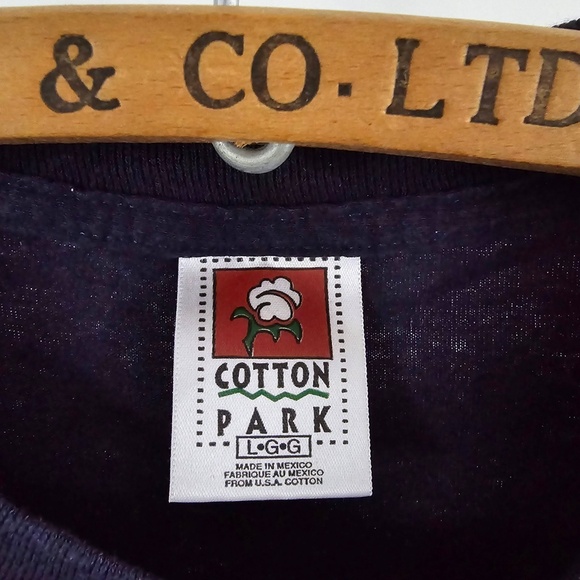 & CO. LTD
COTTON
PARK
L•G•G
MADE IN MEXICO
FABRIQUE AU MEXICO
FROM U.S.A. COTTON